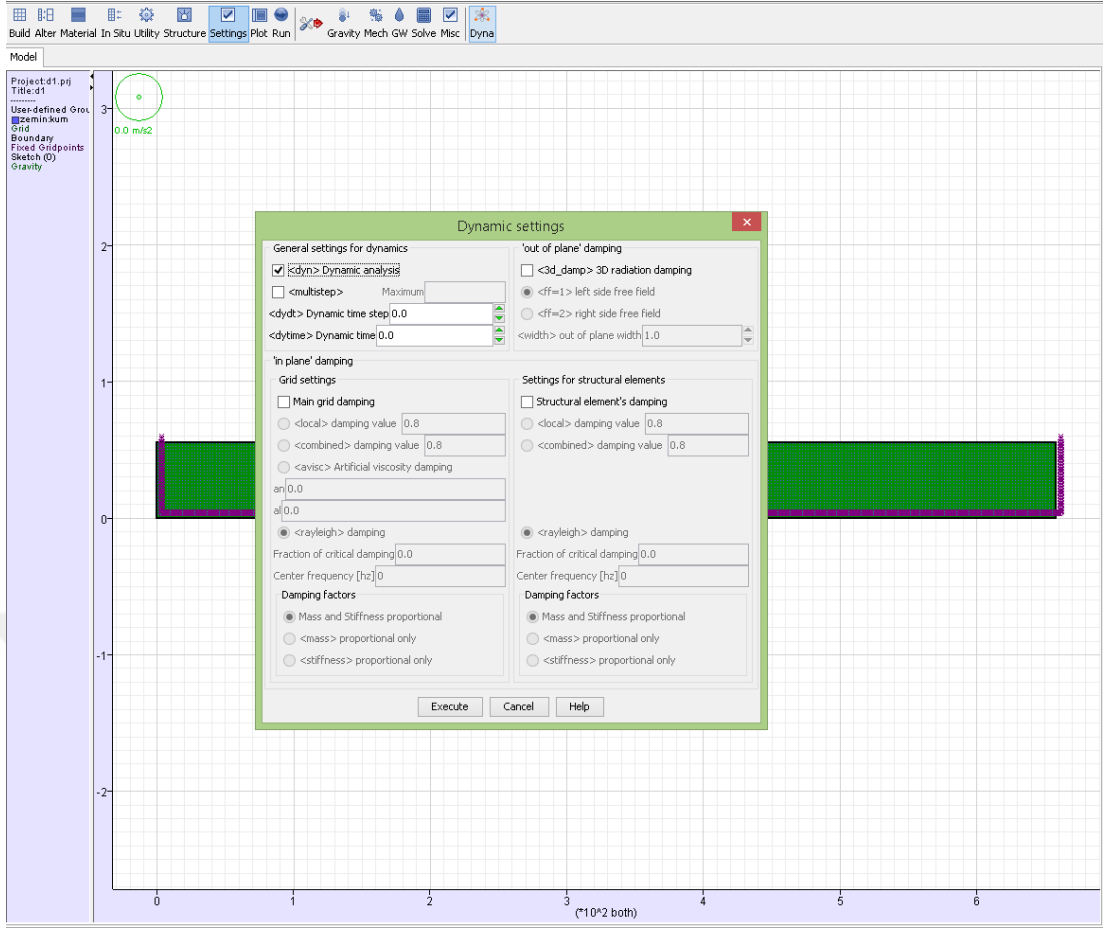 Build Alter Material In Situ Utility Structure Settings Plot Run Gravity Mech GW Solve Misc Dyna
Model
Project:d1.prj
Title:d1
---------
User-defined Grou
zemin:kum
Grid
Boundary
Fixed Gridpoints
Sketch (0)
Gravity
0.0 m/s2
3
2
1
0
-1
-2
0 1 2 3 4 5 6
(*10^2 both)
Dynamic settings
General settings for dynamics
<dyn> Dynamic analysis
<multistep> Maximum
<dydt> Dynamic time step 0.0
<dytime> Dynamic time 0.0
'out of plane' damping
<3d_damp> 3D radiation damping
<ff=1> left side free field
<ff=2> right side free field
<width> out of plane width 1.0
'in plane' damping
Grid settings
Main grid damping
<local> damping value 0.8
<combined> damping value 0.8
<avisc> Artificial viscosity damping
an 0.0
al 0.0
<rayleigh> damping
Fraction of critical damping 0.0
Center frequency [hz] 0
Damping factors
Mass and Stiffness proportional
<mass> proportional only
<stiffness> proportional only
Settings for structural elements
Structural element's damping
<local> damping value 0.8
<combined> damping value 0.8
<rayleigh> damping
Fraction of critical damping 0.0
Center frequency [hz] 0
Damping factors
Mass and Stiffness proportional
<mass> proportional only
<stiffness> proportional only
Execute Cancel Help